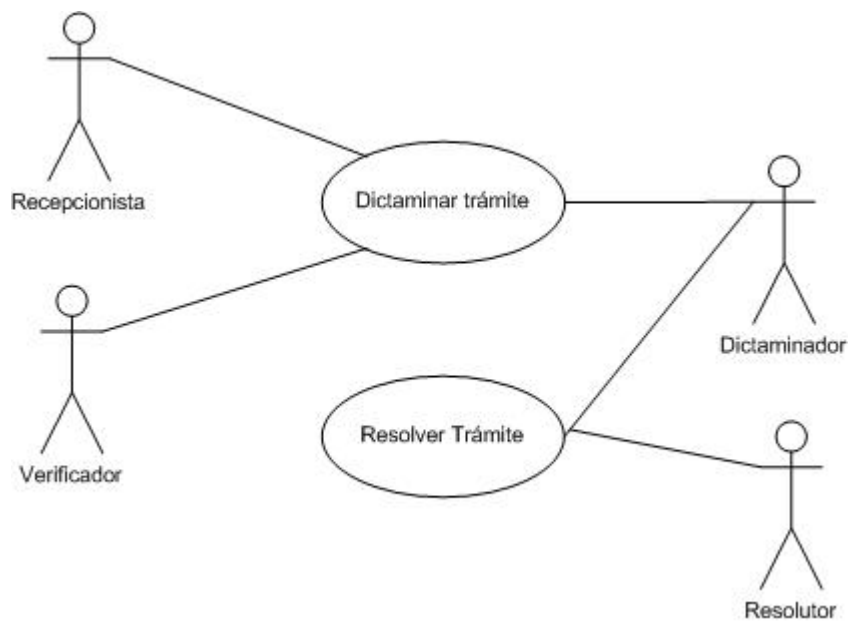 Recepcionista
Dictaminar trámite
Dictaminador
Verificador
Resolver Trámite
Resolutor